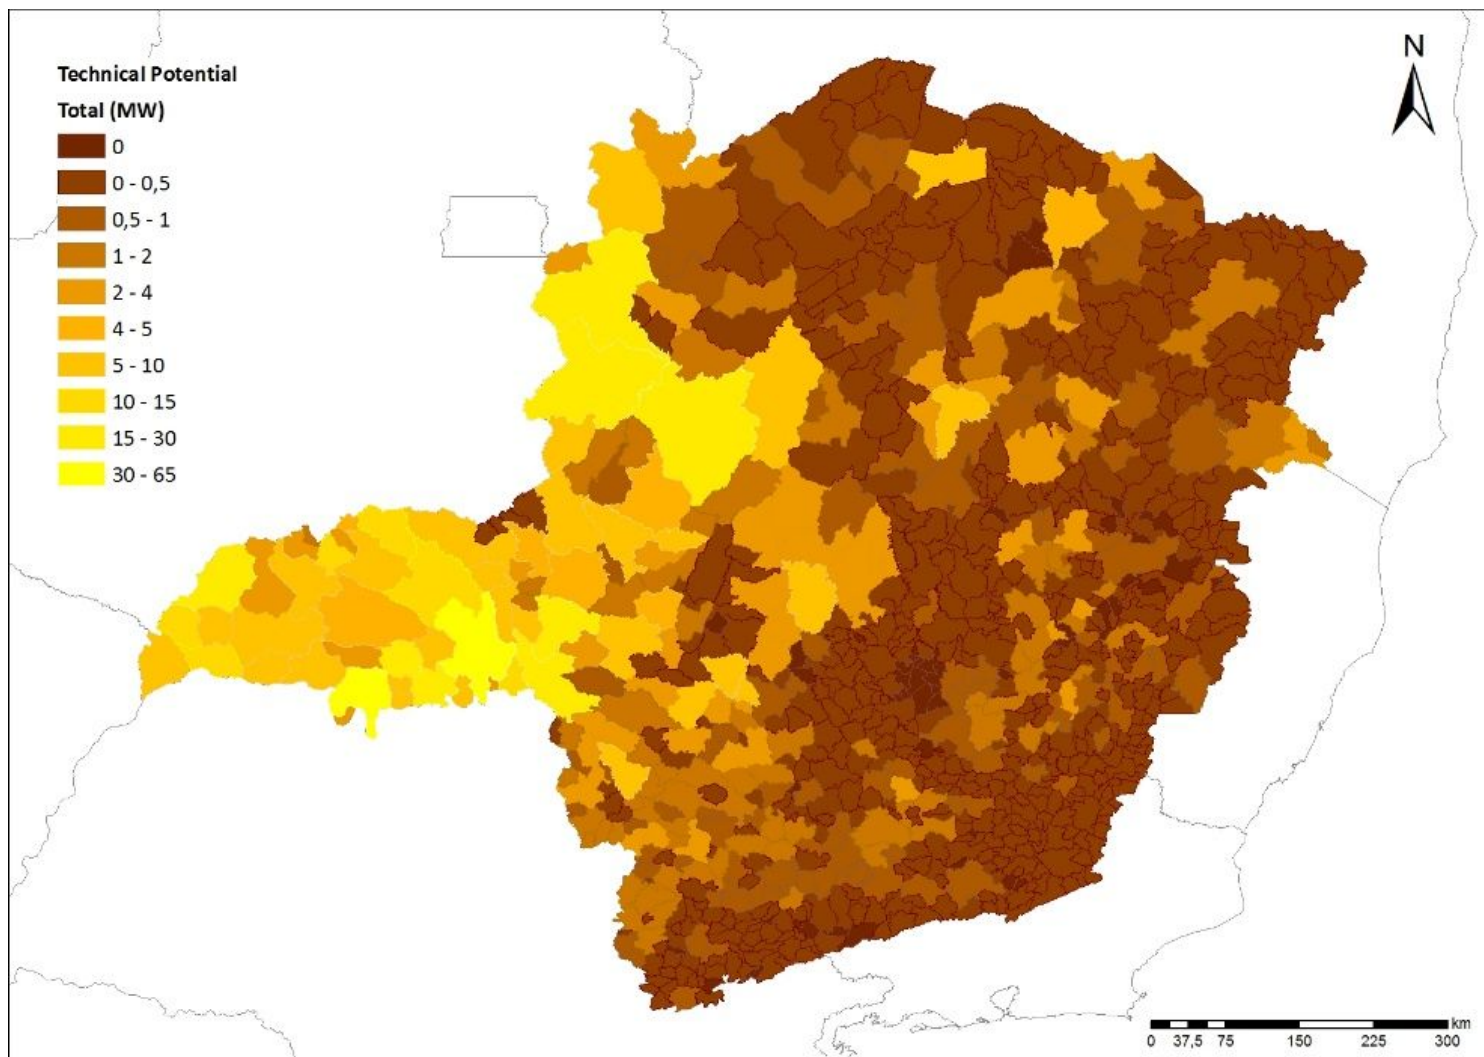 Technical Potential
Total (MW)
0
0 - 0,5
0,5 - 1
1 - 2
2 - 4
4 - 5
5 - 10
10 - 15
15 - 30
30 - 65
N
km
0 37,5 75 150 225 300